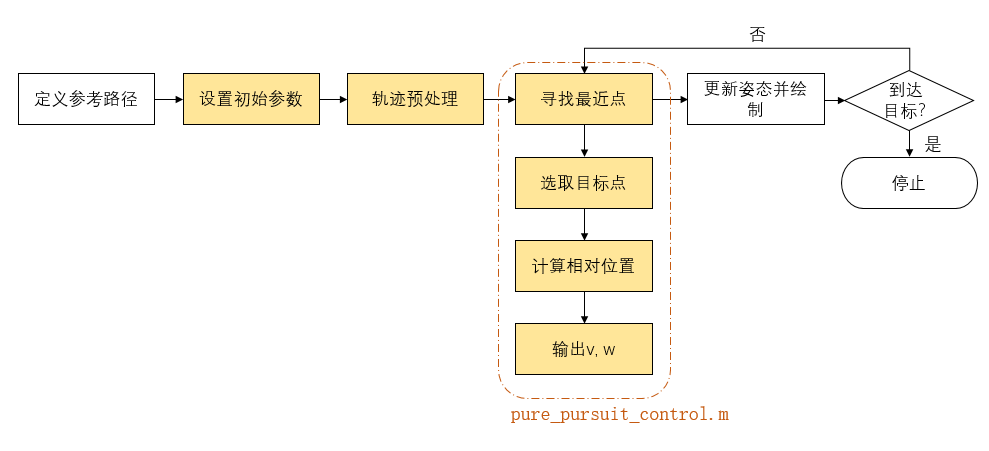 否
定义参考路径
设置初始参数
轨迹预处理
寻找最近点
更新姿态并绘
制
到达
目标?
是
选取目标点
停止
计算相对位置
输出v,w
pure_pursuit_control.m